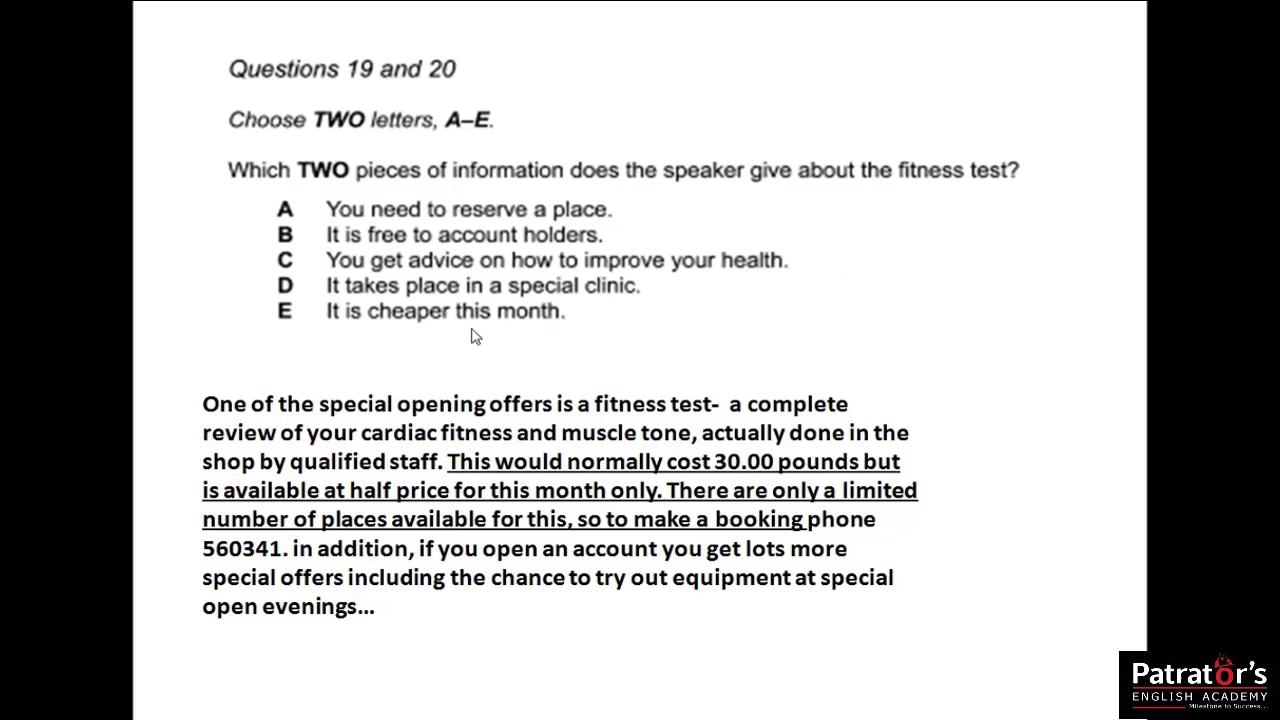 Questions 19 and 20
Choose TWO letters, A–E.
Which TWO pieces of information does the speaker give about the fitness test?
A You need to reserve a place.
B It is free to account holders.
C You get advice on how to improve your health.
D It takes place in a special clinic.
E It is cheaper this month.
One of the special opening offers is a fitness test- a complete
review of your cardiac fitness and muscle tone, actually done in the
shop by qualified staff. This would normally cost 30.00 pounds but
is available at half price for this month only. There are only a limited
number of places available for this, so to make a booking phone
560341. in addition, if you open an account you get lots more
special offers including the chance to try out equipment at special
open evenings...
Patrator's
ENGLISH ACADEMY
Milestone to Success...